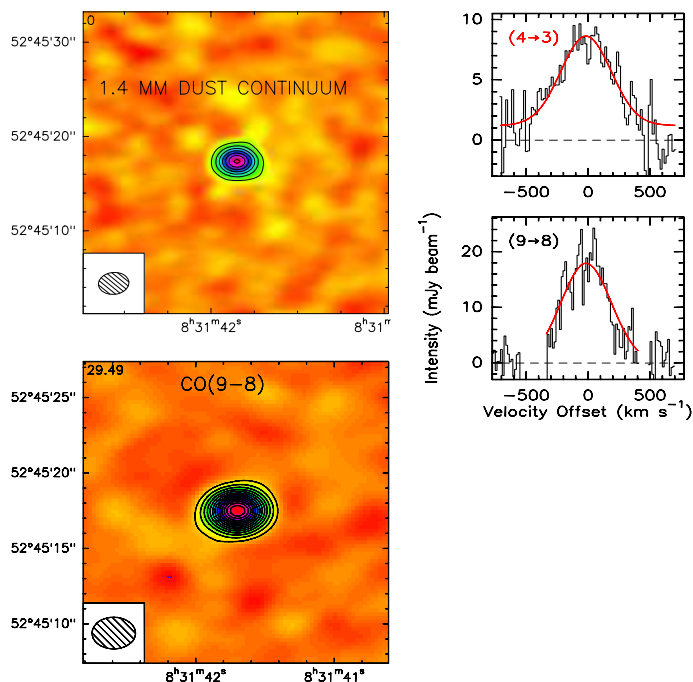 0
52°45'30"
1.4 MM DUST CONTINUUM
52°45'20"
52°45'10"
8ʰ31ᵐ42ˢ
8ʰ31ᵐ
29.49
CO(9−8)
52°45'25"
52°45'20"
52°45'15"
52°45'10"
8ʰ31ᵐ42ˢ
8ʰ31ᵐ41ˢ
10
(4→3)
5
0
−500
0
500
(9→8)
20
10
0
−500
0
500
Intensity (mJy beam⁻¹)
Velocity Offset (km s⁻¹)